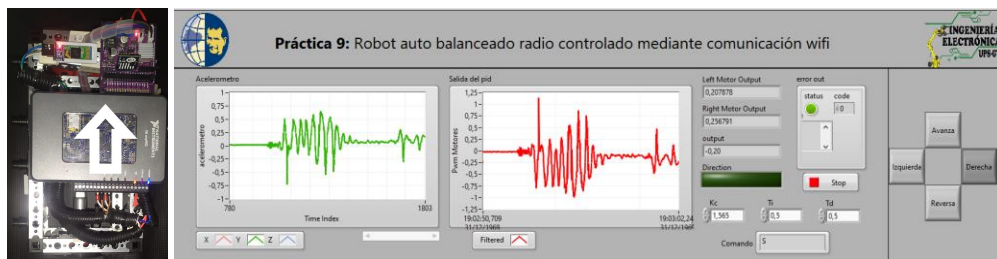 Práctica 9: Robot auto balanceado radio controlado mediante comunicación wifi
INGENIERÍA
ELECTRÓNICA
Acelerometro
1
0,75
0,5
0,25
0
-0,25
-0,5
-0,75
-1
acelerometro
780
1803
Time Index
X
Y
Z
Salida del pid
1,25
1
0,75
0,5
0,25
0
-0,25
-0,5
-0,75
-1
-1,25
Pwm Motores
19:02:50,709
31/12/1969
19:03:02,24
Time
Filtered
Left Motor Output
0,207878
Right Motor Output
0,256791
output
-0,20
Direction
error out
status
code
0
Stop
Kc
1,565
Ti
0,5
Td
0,5
Comando
S
Avanza
Izquierda
Derecha
Reversa